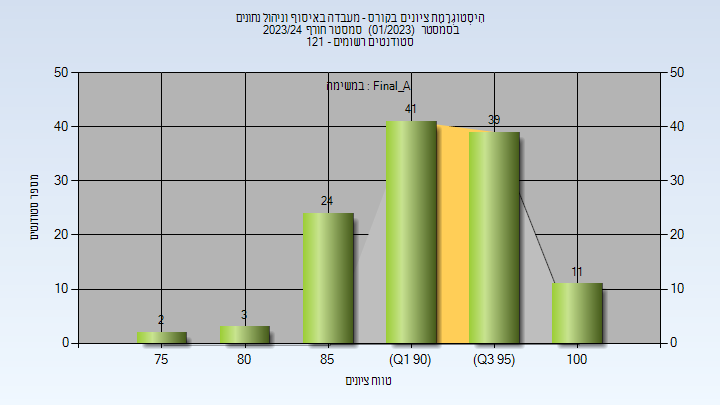 היסטוגרמת ציונים בקורס - מעבדה באיסוף וניהול נתונים
בסמסטר (01/2023) סמסטר חורף 2023/24
סטודנטים רשומים - 121
במשימה : Final_A
מספר סטודנטים
50 50
40 40
30 30
20 20
10 10
0 0
2 3 24 41 39 11
75 80 85 (Q1 90) (Q3 95) 100
טווח ציונים